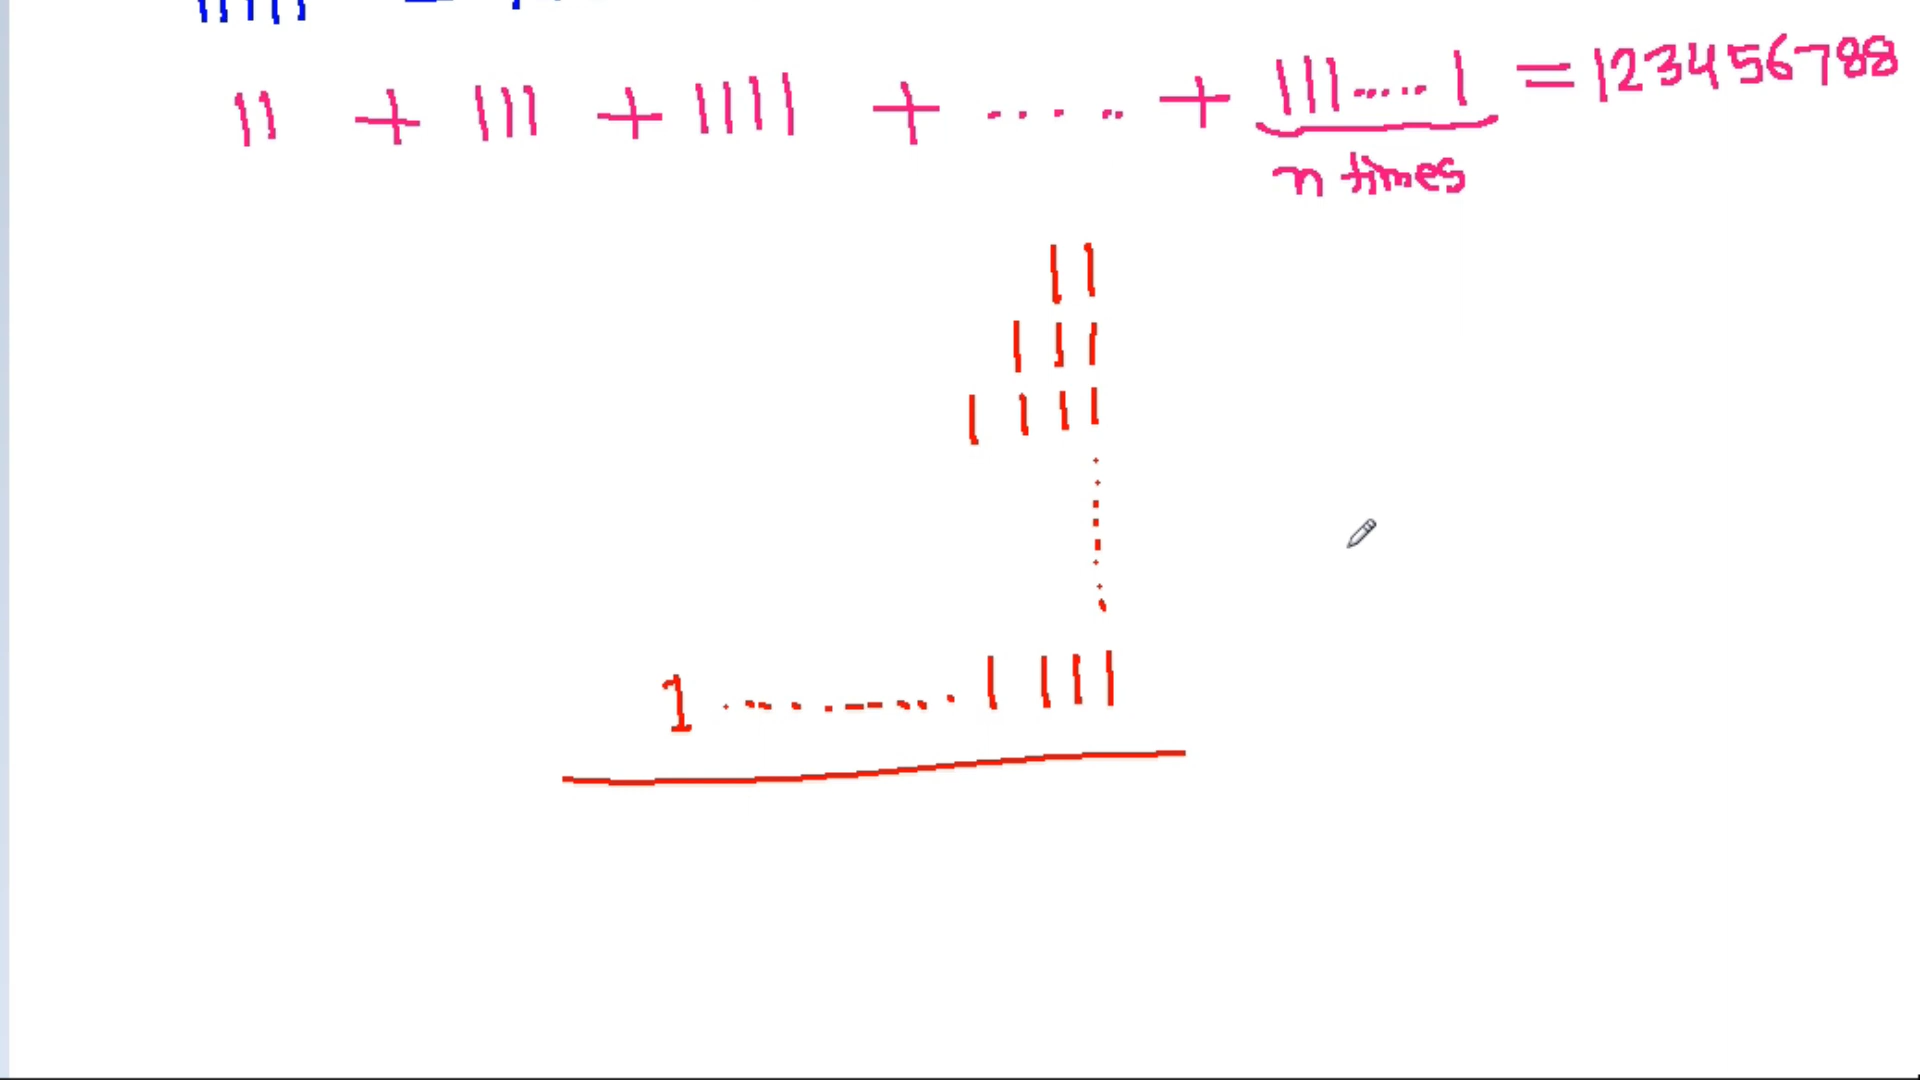 11 + 111 + 1111 + ..... + 111.....1 = 123456788
n times
11
111
1111
1 ............. 1111